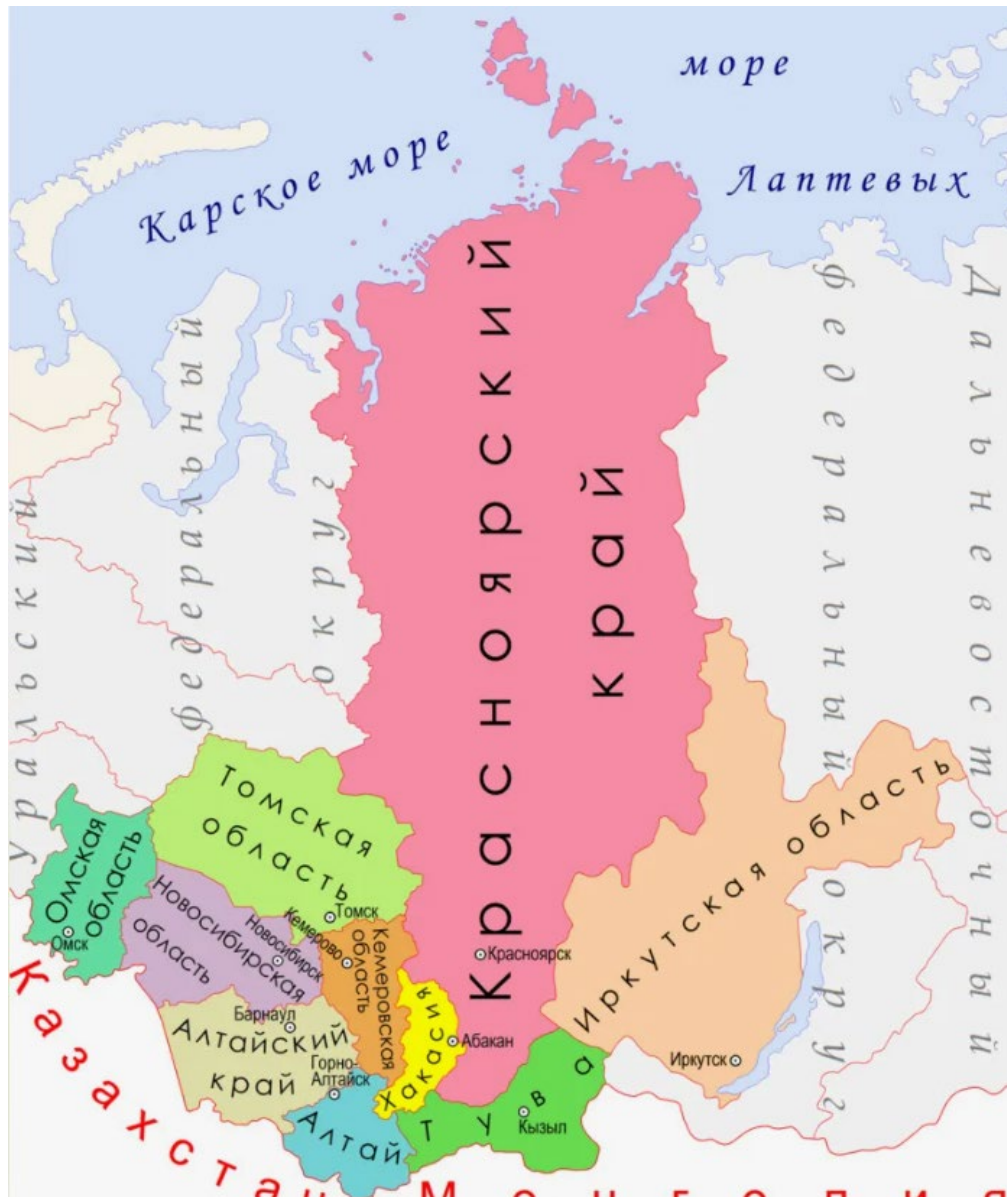 море
Карское море
Лаптевых
Уральский
федеральный
округ
Дальневосточный
федеральный
округ
Красноярский
край
Томская
область
Томск
Омская
область
Омск
Новосибирская
область
Новосибирск
Кемерово
Кемеровская
область
Красноярск
Иркутская область
Иркутск
Барнаул
Алтайский
край
Горно-
Алтайск
Алтай
Хакасия
Абакан
Тува
Кызыл
Казахстан